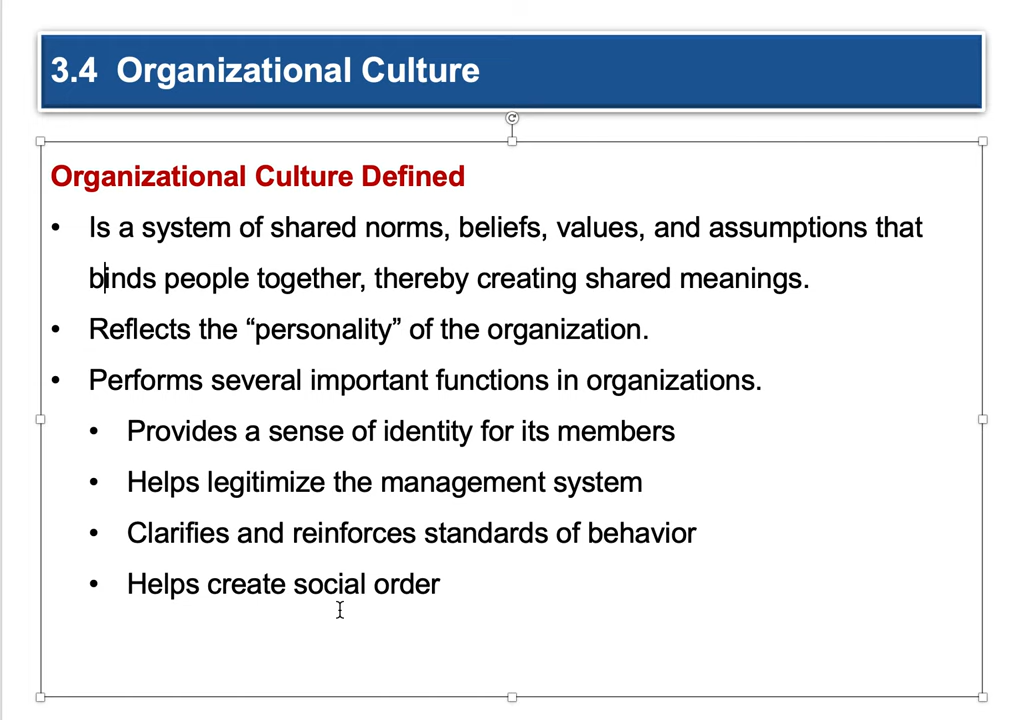 3.4 Organizational Culture
Organizational Culture Defined
• Is a system of shared norms, beliefs, values, and assumptions that
binds people together, thereby creating shared meanings.
• Reflects the “personality” of the organization.
• Performs several important functions in organizations.
• Provides a sense of identity for its members
• Helps legitimize the management system
• Clarifies and reinforces standards of behavior
• Helps create social order